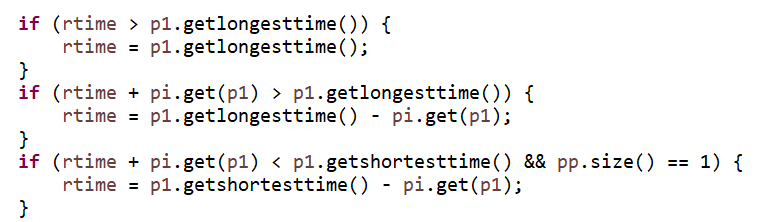 if (rtime > p1.getlongesttime()) {
    rtime = p1.getlongesttime();
}
if (rtime + pi.get(p1) > p1.getlongesttime()) {
    rtime = p1.getlongesttime() - pi.get(p1);
}
if (rtime + pi.get(p1) < p1.getshortesttime() && pp.size() == 1) {
    rtime = p1.getshortesttime() - pi.get(p1);
}